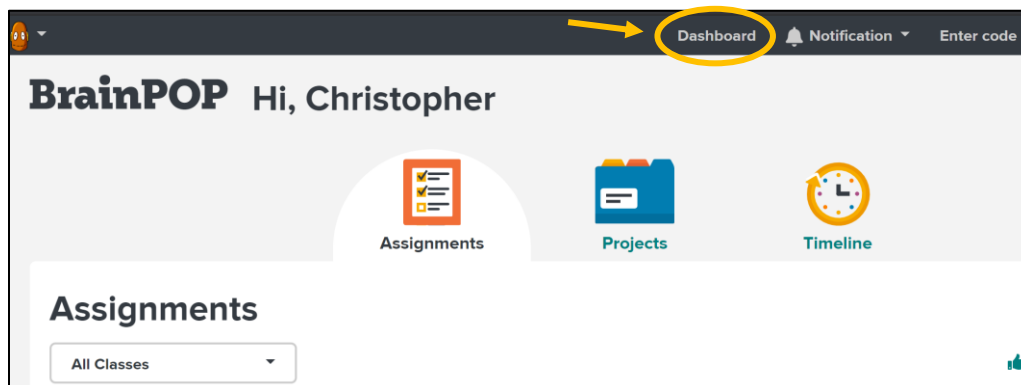 Dashboard Notification Enter code
BrainPOP Hi, Christopher
Assignments Projects Timeline
Assignments
All Classes